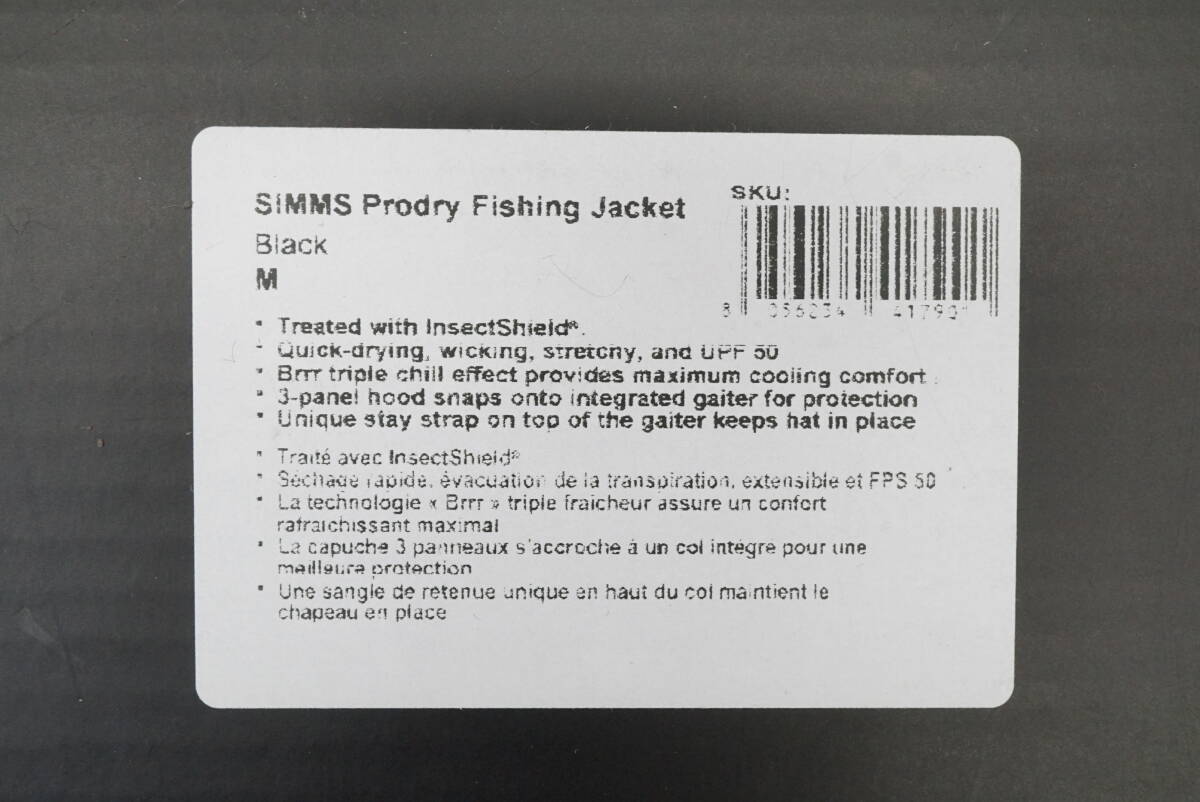 SIMMS Prodry Fishing Jacket
Black
M
SKU:
8 056234 417901
• Treated with InsectShield®.
• Quick-drying, wicking, stretchy, and UPF 50
• Brrr triple chill effect provides maximum cooling comfort
• 3-panel hood snaps onto integrated gaiter for protection
• Unique stay strap on top of the gaiter keeps hat in place
• Traité avec InsectShield®
• Séchage rapide, évacuation de la transpiration, extensible et FPS 50
• La technologie « Brrr » triple fraicheur assure un confort
rafraichissant maximal
• La capuche 3 panneaux s'accroche à un col intégré pour une
meilleure protection
• Une sangle de retenue unique en haut du col maintient le
chapeau en place